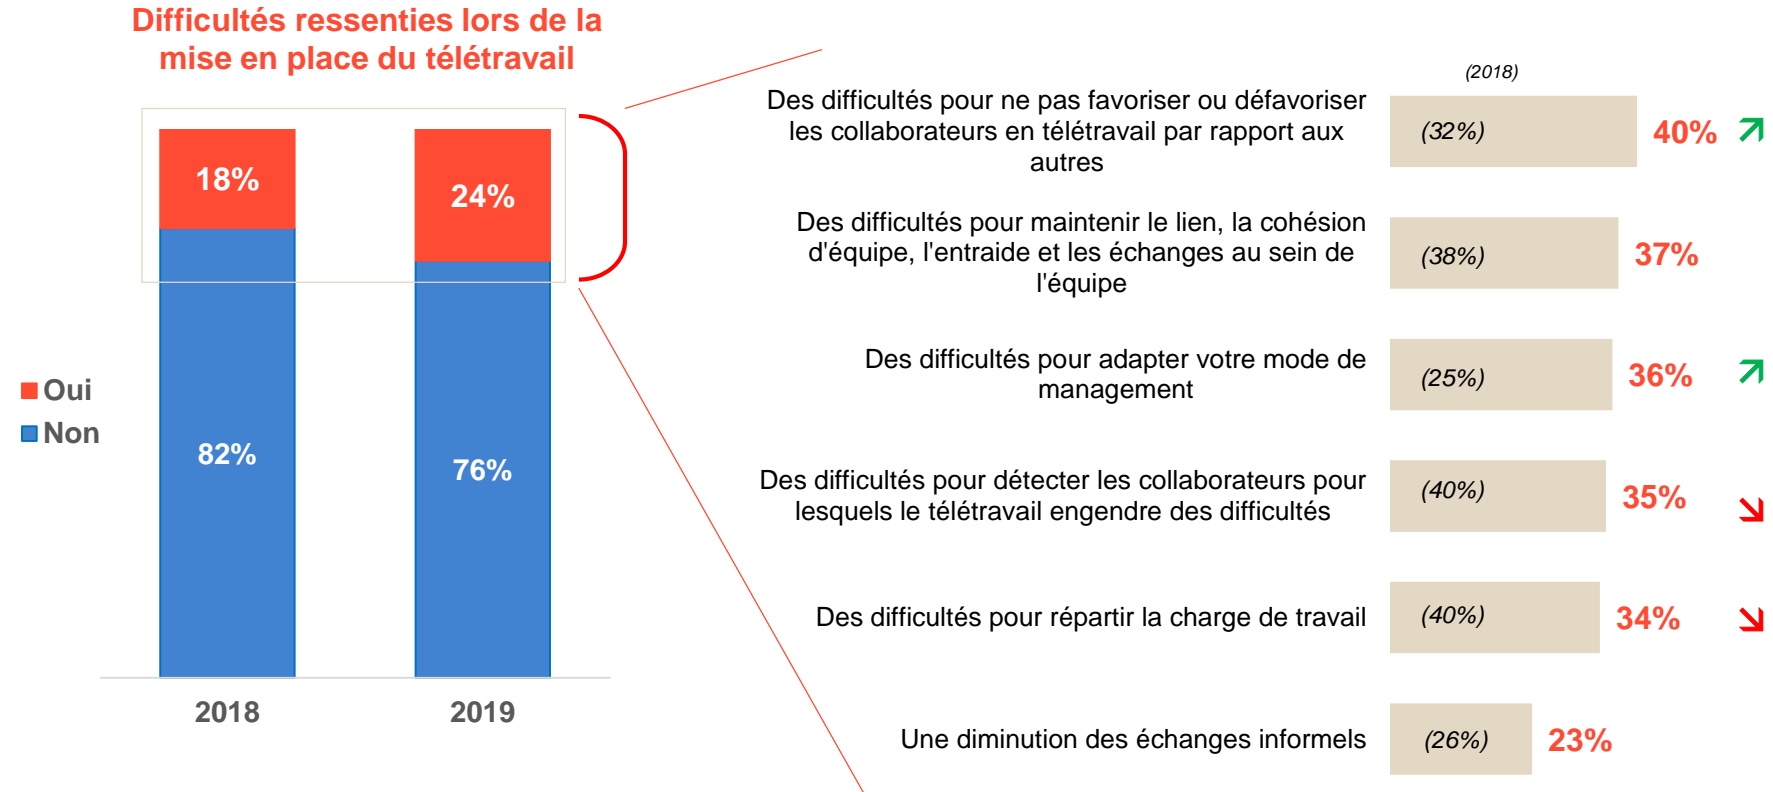 Difficultés ressenties lors de la
mise en place du télétravail
18%
24%
82%
76%
Oui
Non
2018
2019
(2018)
Des difficultés pour ne pas favoriser ou défavoriser
les collaborateurs en télétravail par rapport aux
autres
(32%)
40%
Des difficultés pour maintenir le lien, la cohésion
d'équipe, l'entraide et les échanges au sein de
l'équipe
(38%)
37%
Des difficultés pour adapter votre mode de
management
(25%)
36%
Des difficultés pour détecter les collaborateurs pour
lesquels le télétravail engendre des difficultés
(40%)
35%
Des difficultés pour répartir la charge de travail
(40%)
34%
Une diminution des échanges informels
(26%)
23%